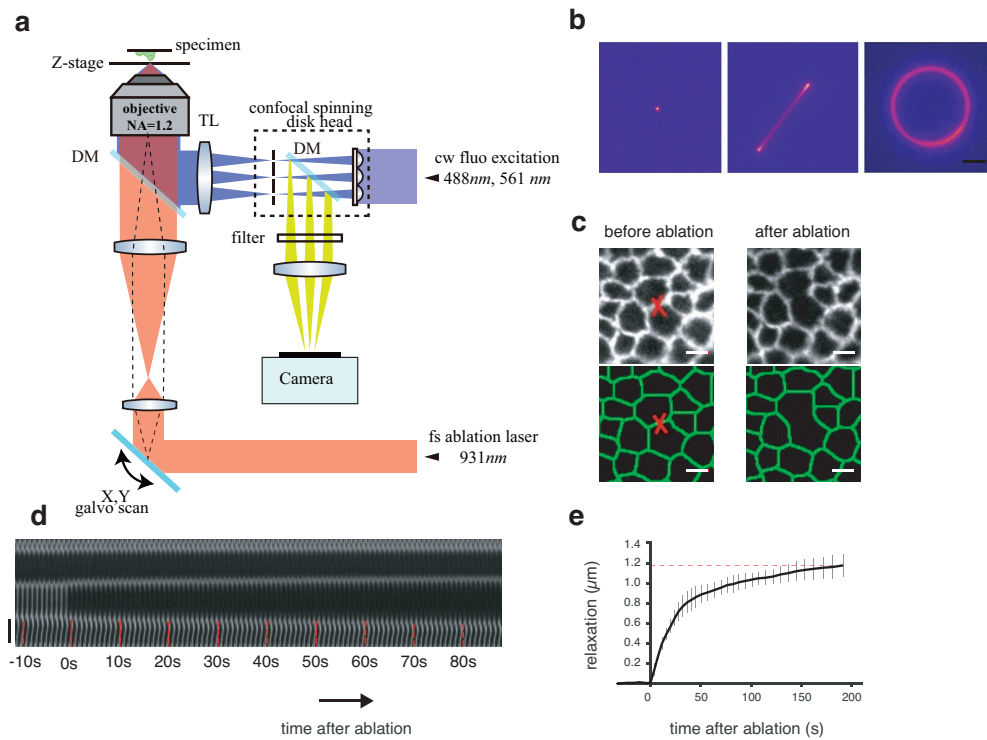 a
specimen
Z-stage
objective
NA=1.2
TL
DM
confocal spinning
disk head
DM
cw fluo excitation
488nm, 561 nm
filter
Camera
fs ablation laser
931nm
X,Y
galvo scan
b
c
before ablation
after ablation
d
-10s
0s
10s
20s
30s
40s
50s
60s
70s
80s
time after ablation
e
relaxation (µm)
1.4
1.2
1.0
0.8
0.6
0.4
0.2
0
50
100
150
200
time after ablation (s)